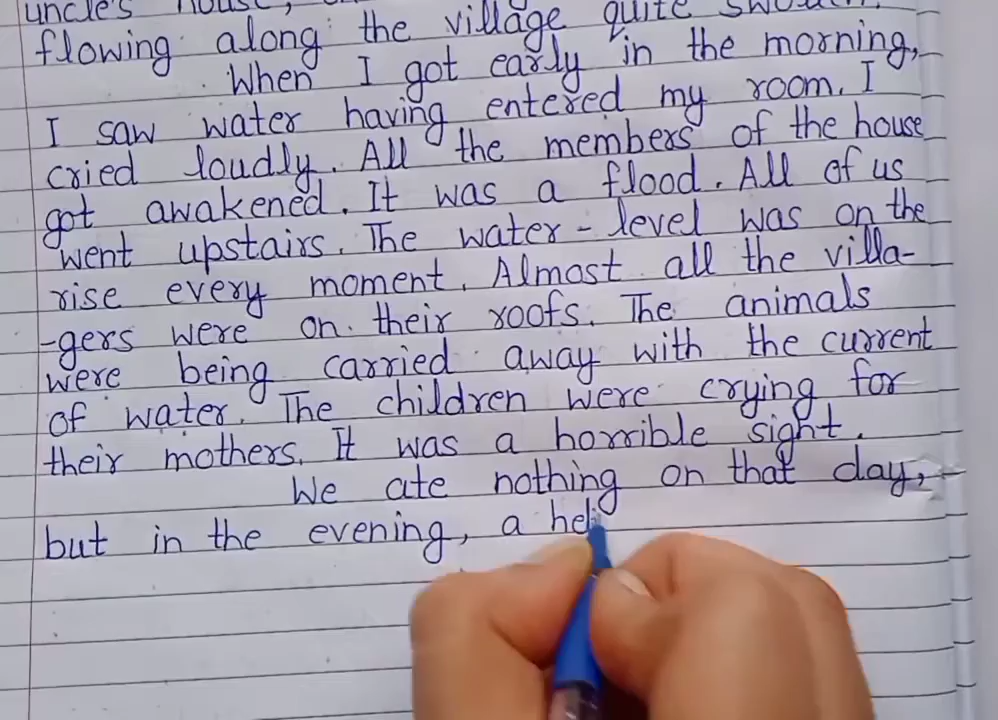 uncle's house,
flowing along the village quite
When I got early in the morning,
I saw water having entered my room. I
cried loudly. All the members of the house
got awakened. It was a flood. All of us
went upstairs. The water-level was on the
rise every moment. Almost all the villa-
-gers were on their roofs. The animals
were being carried away with the current
of water. The children were crying for
their mothers. It was a horrible sight.
We ate nothing on that day,
but in the evening, a hel